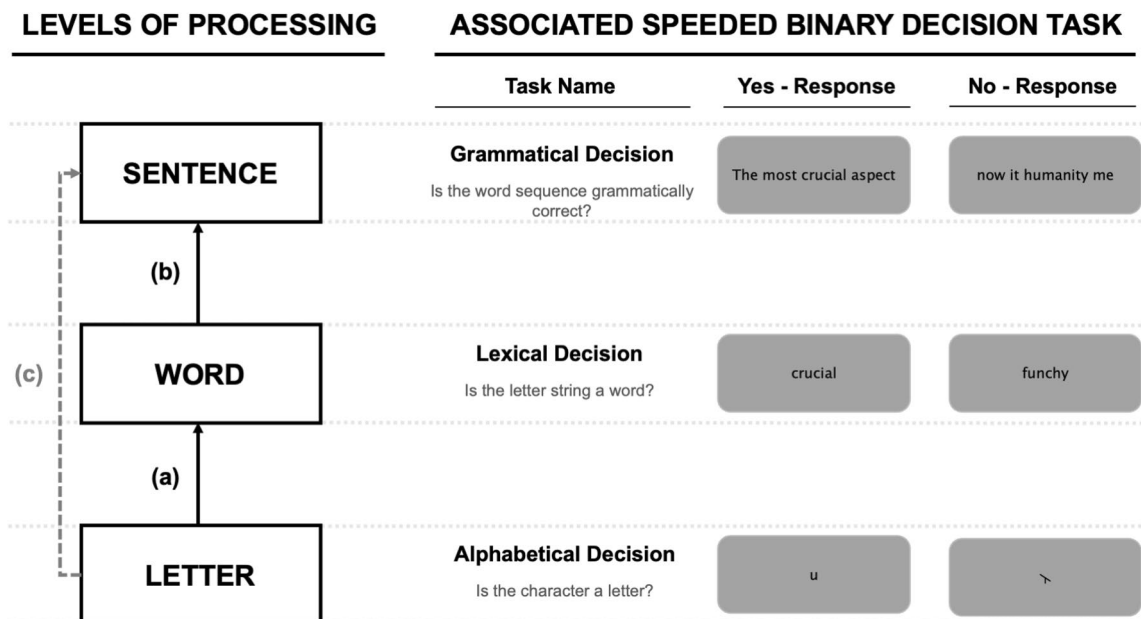 LEVELS OF PROCESSING
ASSOCIATED SPEEDED BINARY DECISION TASK
Task Name
Yes - Response
No - Response
SENTENCE
Grammatical Decision
Is the word sequence grammatically
correct?
The most crucial aspect
now it humanity me
(b)
(c)
WORD
Lexical Decision
Is the letter string a word?
crucial
funchy
(a)
LETTER
Alphabetical Decision
Is the character a letter?
u